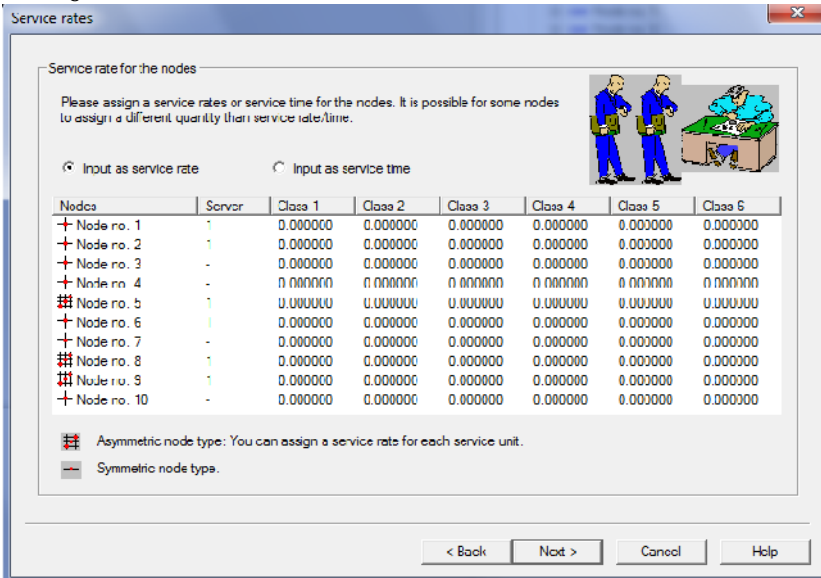 Service rates
Service rate for the nodes
Please assign a service rates or service time for the nodes. It is possible for some nodes
to assign a different quantity than service rate/time.
Input as service rate Input as service time
Nodes Server Class 1 Class 2 Class 3 Class 4 Class 5 Class 6
Node no. 1 1 0.000000 0.000000 0.000000 0.000000 0.000000 0.000000
Node no. 2 1 0.000000 0.000000 0.000000 0.000000 0.000000 0.000000
Node no. 3 - 0.000000 0.000000 0.000000 0.000000 0.000000 0.000000
Node no. 4 - 0.000000 0.000000 0.000000 0.000000 0.000000 0.000000
Node no. 5 1 0.000000 0.000000 0.000000 0.000000 0.000000 0.000000
Node no. 6 1 0.000000 0.000000 0.000000 0.000000 0.000000 0.000000
Node no. 7 - 0.000000 0.000000 0.000000 0.000000 0.000000 0.000000
Node no. 8 1 0.000000 0.000000 0.000000 0.000000 0.000000 0.000000
Node no. 9 1 0.000000 0.000000 0.000000 0.000000 0.000000 0.000000
Node no. 10 - 0.000000 0.000000 0.000000 0.000000 0.000000 0.000000
Asymmetric node type: You can assign a service rate for each service unit.
Symmetric node type.
< Back Next > Cancel Help